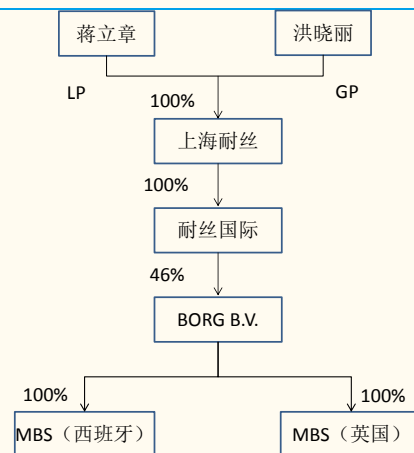 蒋立章
洪晓丽
LP
GP
100%
上海耐丝
100%
耐丝国际
46%
BORG B.V.
100%
100%
MBS（西班牙）
MBS（英国）